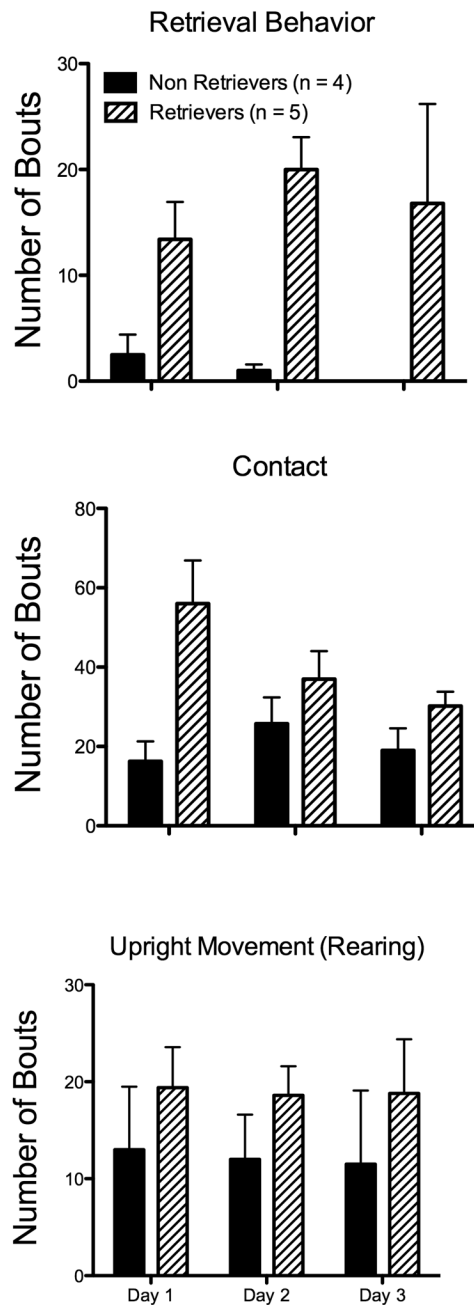 Retrieval Behavior
30
Non Retrievers (n = 4)
Retrievers (n = 5)
20
10
0
Number of Bouts
Contact
80
60
40
20
0
Number of Bouts
Upright Movement (Rearing)
30
20
10
0
Number of Bouts
Day 1 Day 2 Day 3